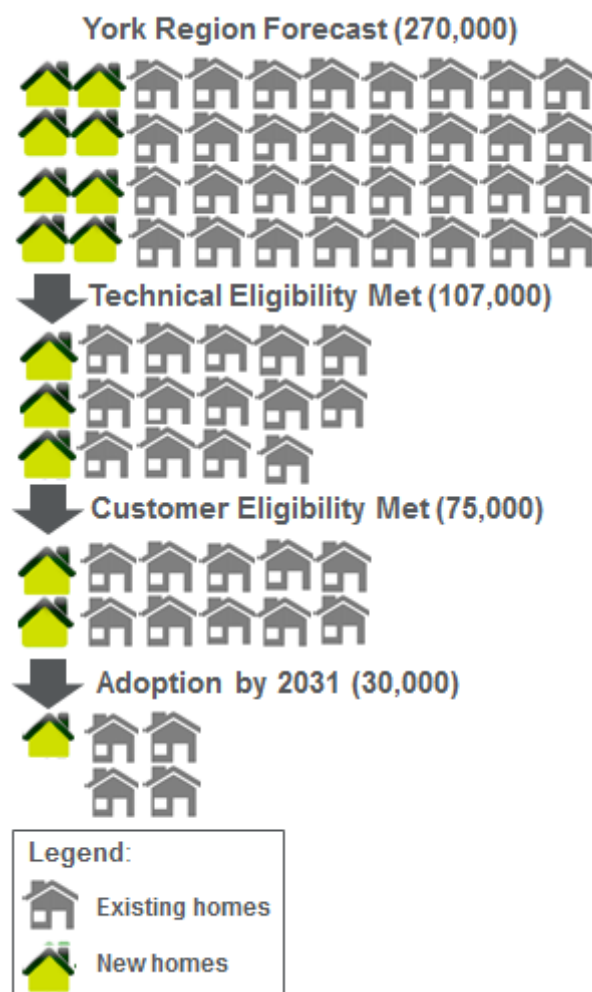 York Region Forecast (270,000)
Technical Eligibility Met (107,000)
Customer Eligibility Met (75,000)
Adoption by 2031 (30,000)
Legend:
Existing homes
New homes